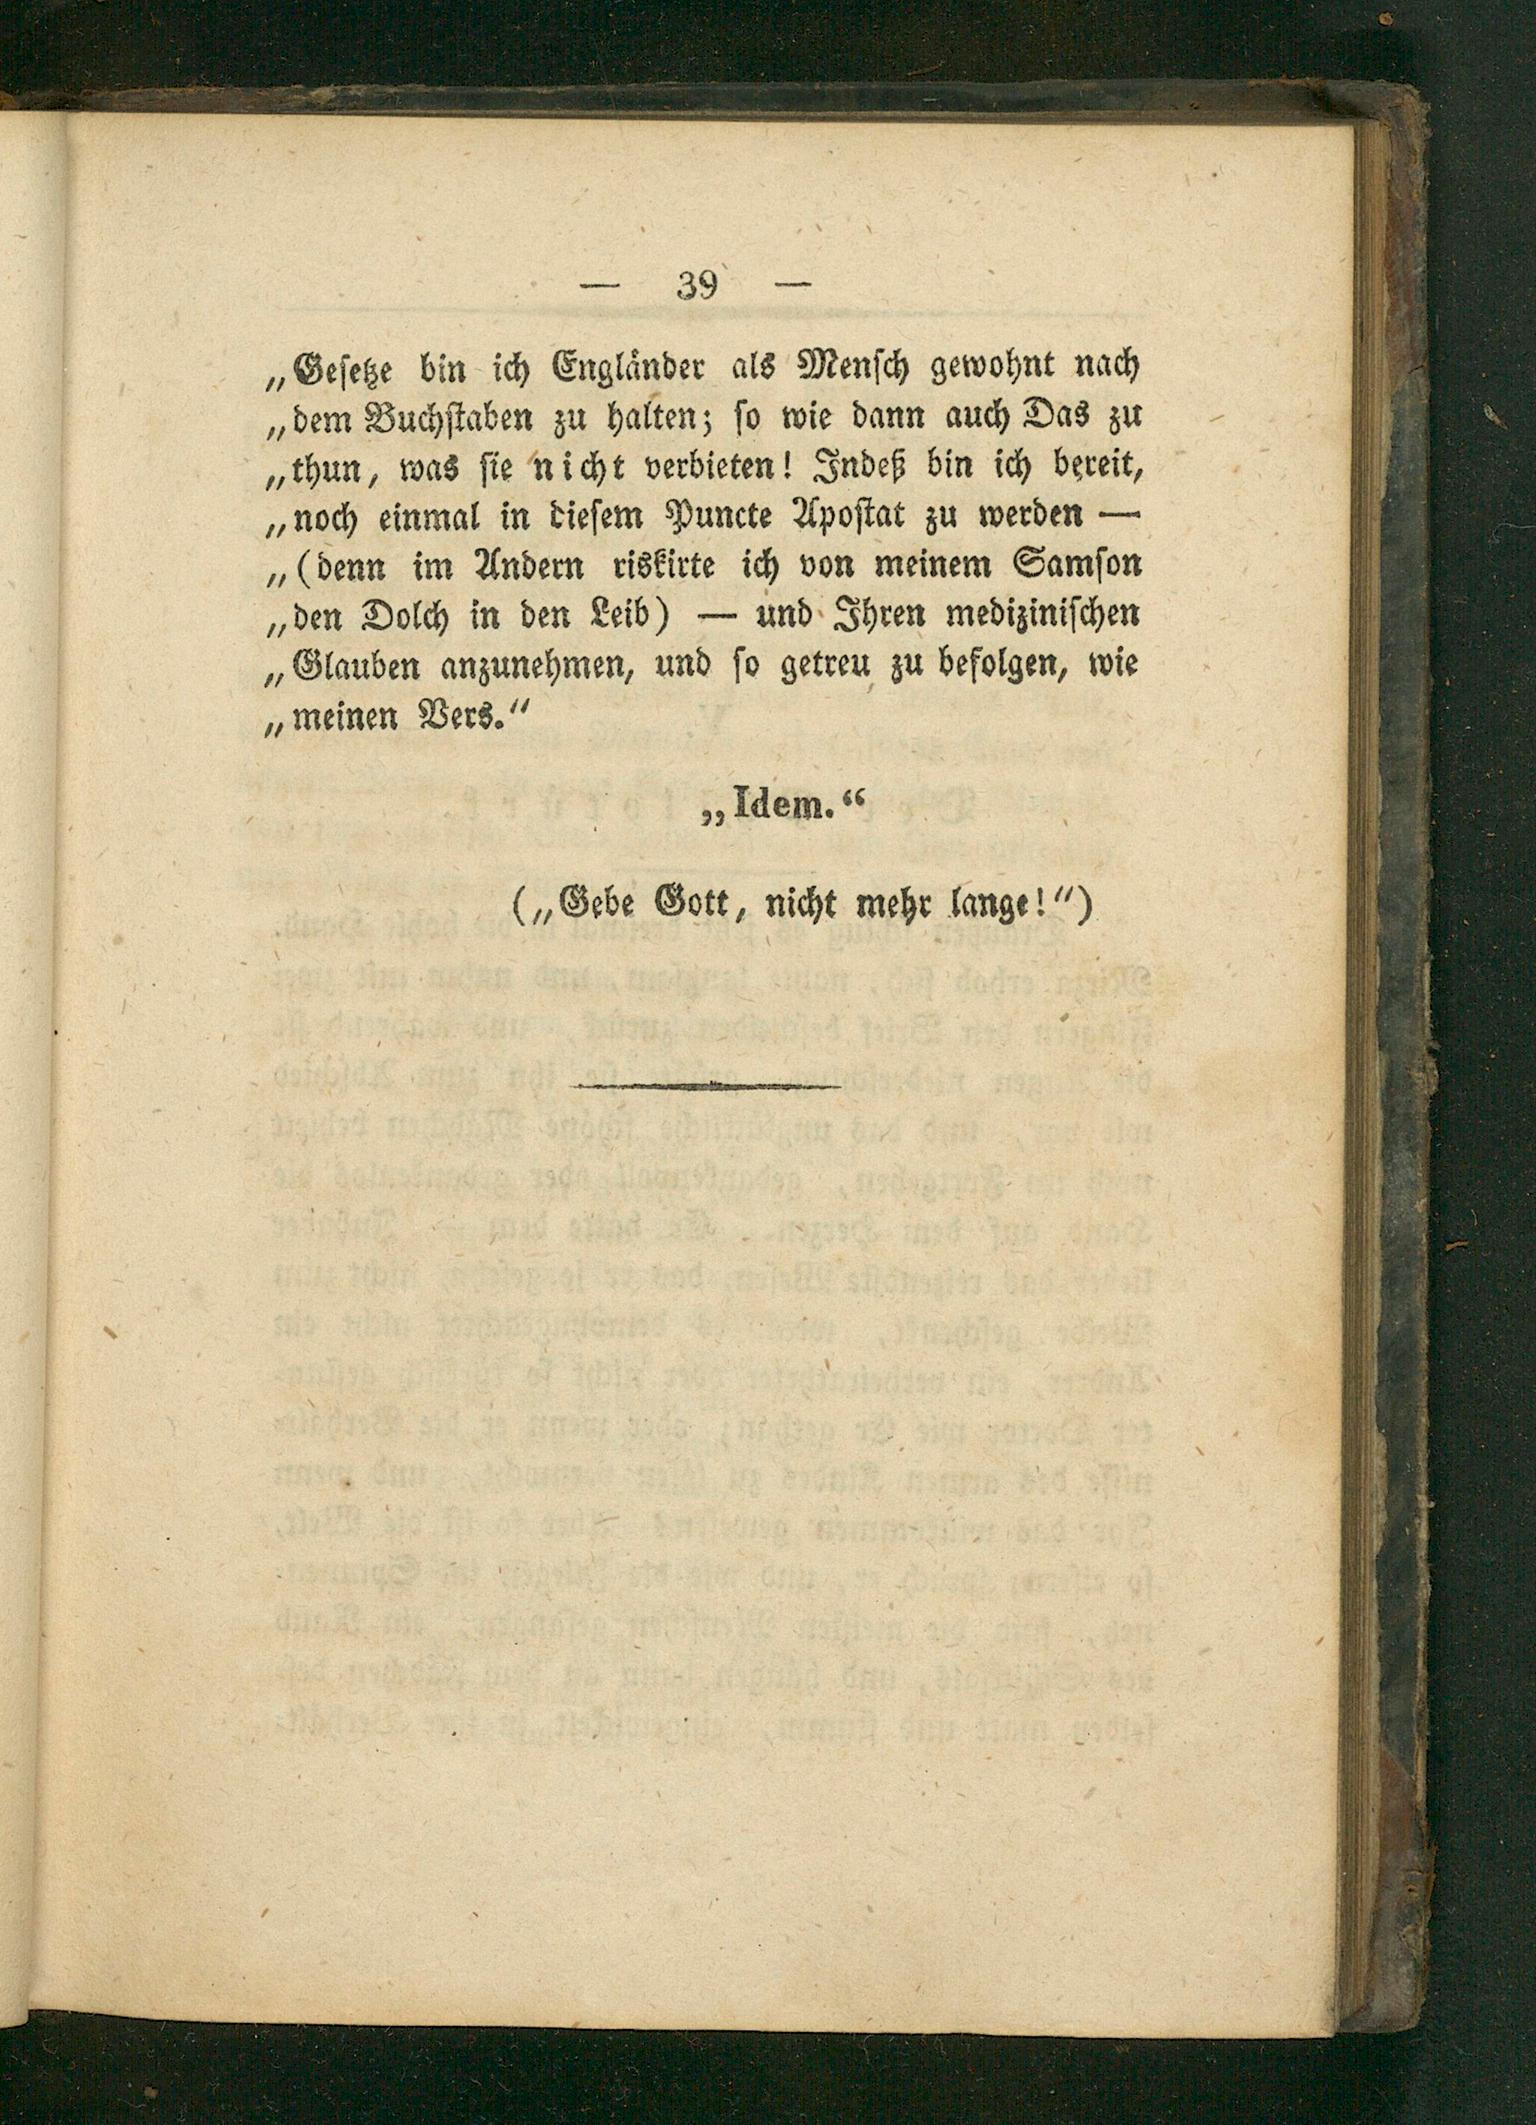 — 39 —
„Gesetze bin ich Engländer als Mensch gewohnt nach
„dem Buchstaben zu halten; so wie dann auch Das zu
„thun, was sie nicht verbieten! Indeß bin ich bereit,
„noch einmal in diesem Puncte Apostat zu werden —
„(denn im Andern riskirte ich von meinem Samson
„den Dolch in den Leib) — und Ihren medizinischen
„Glauben anzunehmen, und so getreu zu befolgen, wie
„meinen Vers.“
„Idem.“
(„Gebe Gott, nicht mehr lange!“)